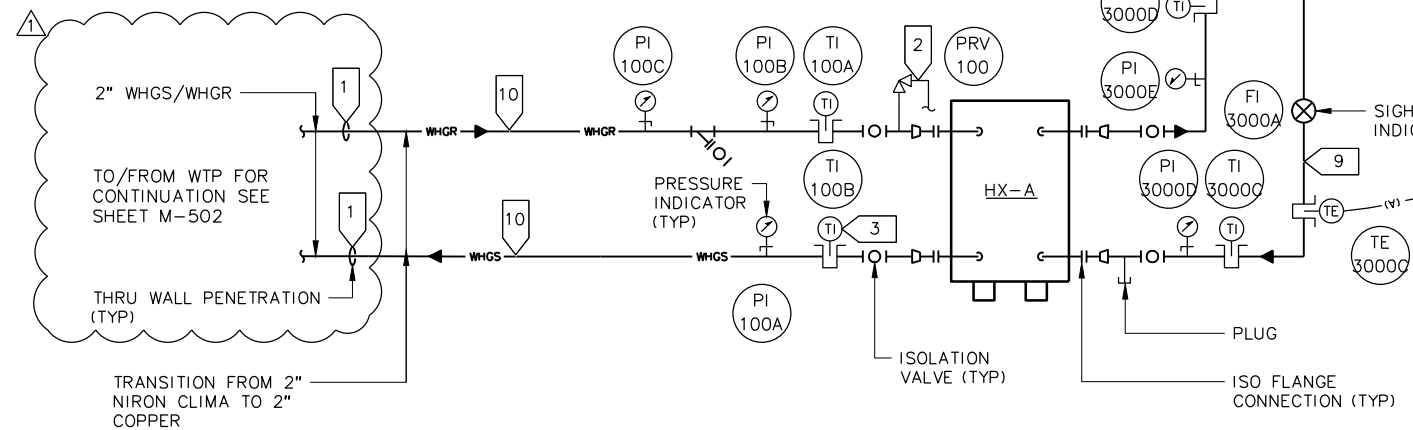 1
2" WHGS/WHGR
TO/FROM WTP FOR
CONTINUATION SEE
SHEET M-502
THRU WALL PENETRATION
(TYP)
TRANSITION FROM 2"
NIRON CLIMA TO 2"
COPPER
1
1
WHGR
10
WHGR
WHGS
10
WHGS
PI
100C
PI
100B
TI
100A
TI
2
PRV
100
PRESSURE
INDICATOR
(TYP)
TI
100B
TI
3
PI
100A
ISOLATION
VALVE (TYP)
HX-A
3000D
TI
PI
3000E
FI
3000A
9
PI
3000D
TI
3000C
TI
TE
(A)
TE
3000C
PLUG
ISO FLANGE
CONNECTION (TYP)